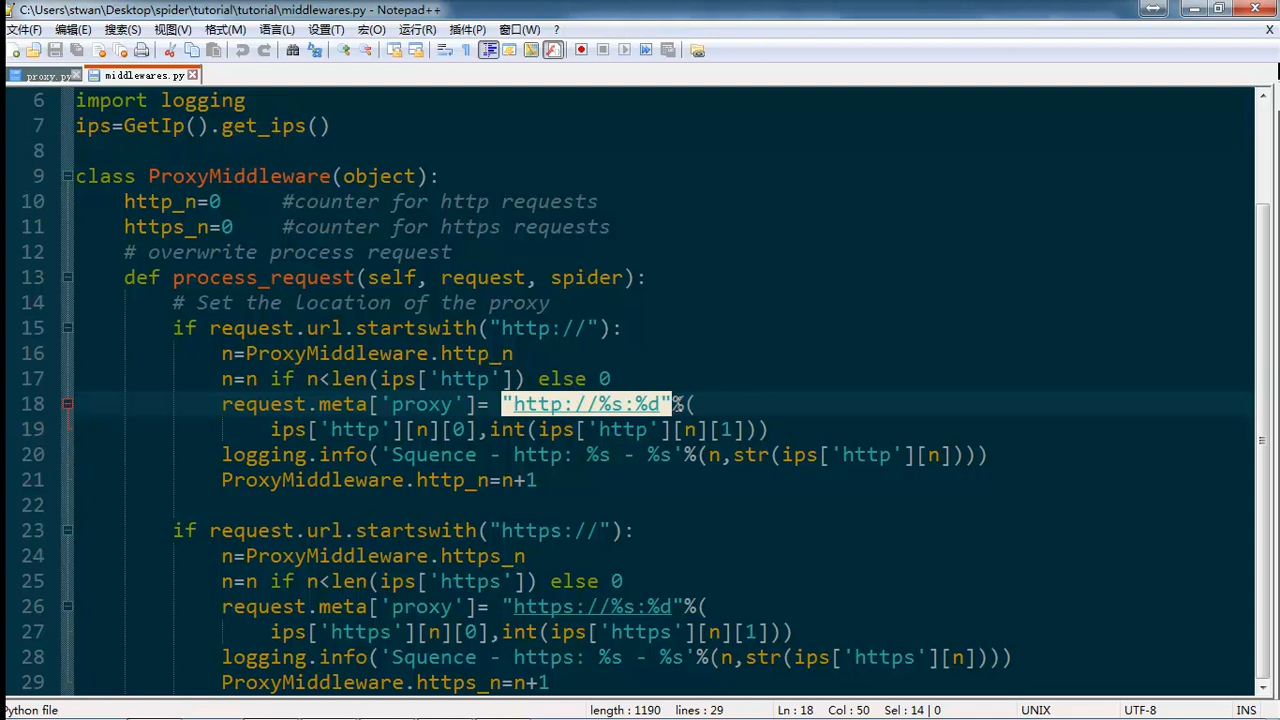 C:\Users\stwan\Desktop\spider\tutorial\tutorial\middlewares.py - Notepad++
文件(F) 编辑(E) 搜索(S) 视图(V) 格式(M) 语言(L) 设置(T) 宏(O) 运行(R) 插件(P) 窗口(W) ? X
proxy.py middlewares.py
6 import logging
7 ips=GetIp().get_ips()
8
9 class ProxyMiddleware(object):
10 http_n=0 #counter for http requests
11 https_n=0 #counter for https requests
12 # overwrite process request
13 def process_request(self, request, spider):
14 # Set the location of the proxy
15 if request.url.startswith("http://"):
16 n=ProxyMiddleware.http_n
17 n=n if n<len(ips['http']) else 0
18 request.meta['proxy']= "http://%s:%d"%(
19 ips['http'][n][0],int(ips['http'][n][1]))
20 logging.info('Squence - http: %s - %s'%(n,str(ips['http'][n])))
21 ProxyMiddleware.http_n=n+1
22
23 if request.url.startswith("https://"):
24 n=ProxyMiddleware.https_n
25 n=n if n<len(ips['https']) else 0
26 request.meta['proxy']= "https://%s:%d"%(
27 ips['https'][n][0],int(ips['https'][n][1]))
28 logging.info('Squence - https: %s - %s'%(n,str(ips['https'][n])))
29 ProxyMiddleware.https_n=n+1
Python file length : 1190 lines : 29 Ln : 18 Col : 50 Sel : 14 | 0 UNIX UTF-8 INS